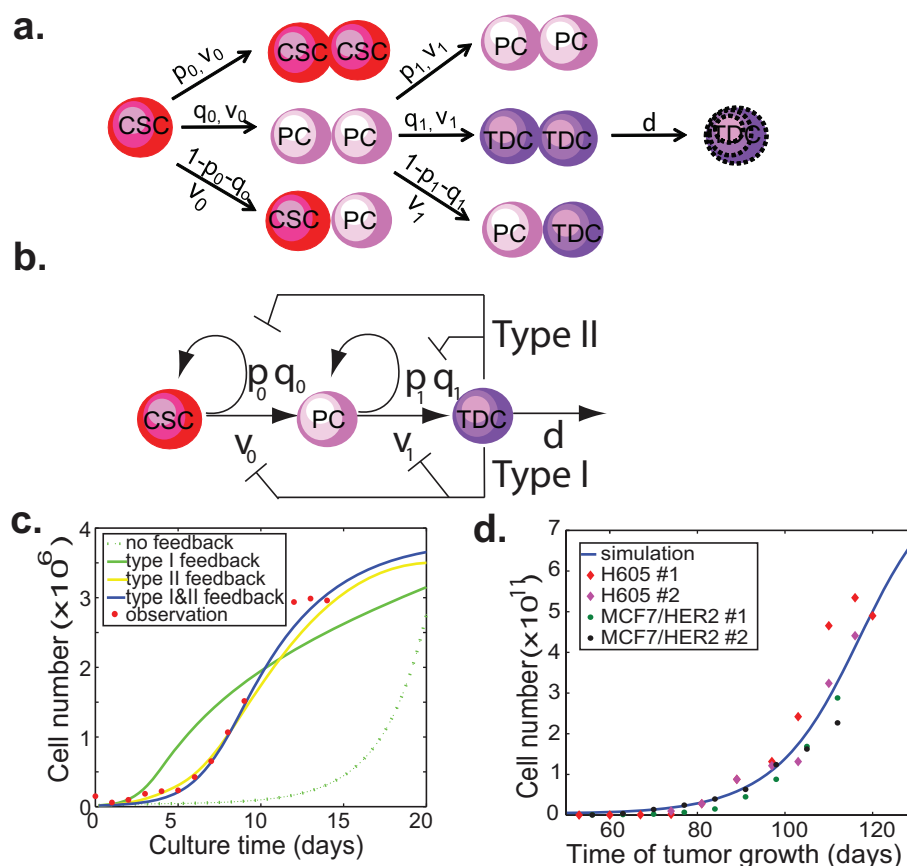 a.
CSC CSC
PC PC
p0, v0
p1, v1
CSC
q0, v0
PC PC
q1, v1
TDC TDC
d
TDC
1-p0-q0
v0
1-p1-q1
v1
CSC PC
PC TDC
b.
Type II
p0 q0
p1 q1
CSC
PC
TDC
v0
v1
d
Type I
c.
Cell number(×10^6)
4
3
2
1
0
no feedback
type I feedback
type II feedback
type I&II feedback
observation
0 5 10 15 20
Culture time (days)
d.
Cell number(×10^11)
7
6
5
4
3
2
1
0
simulation
H605 #1
H605 #2
MCF7/HER2 #1
MCF7/HER2 #2
60 80 100 120
Time of tumor growth (days)